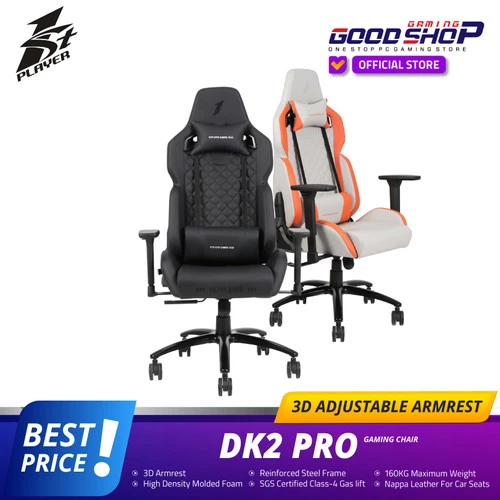 1st
PLAYER
GAMING
GOODSHOP
ONE STOP PC GAMING STORE
OFFICIAL STORE
3D ADJUSTABLE ARMREST
BEST
PRICE !
DK2 PRO
GAMING CHAIR
• 3D Armrest
• High Density Molded Foam
• Reinforced Steel Frame
• SGS Certified Class-4 Gas lift
• 160KG Maximum Weight
• Nappa Leather For Car Seats